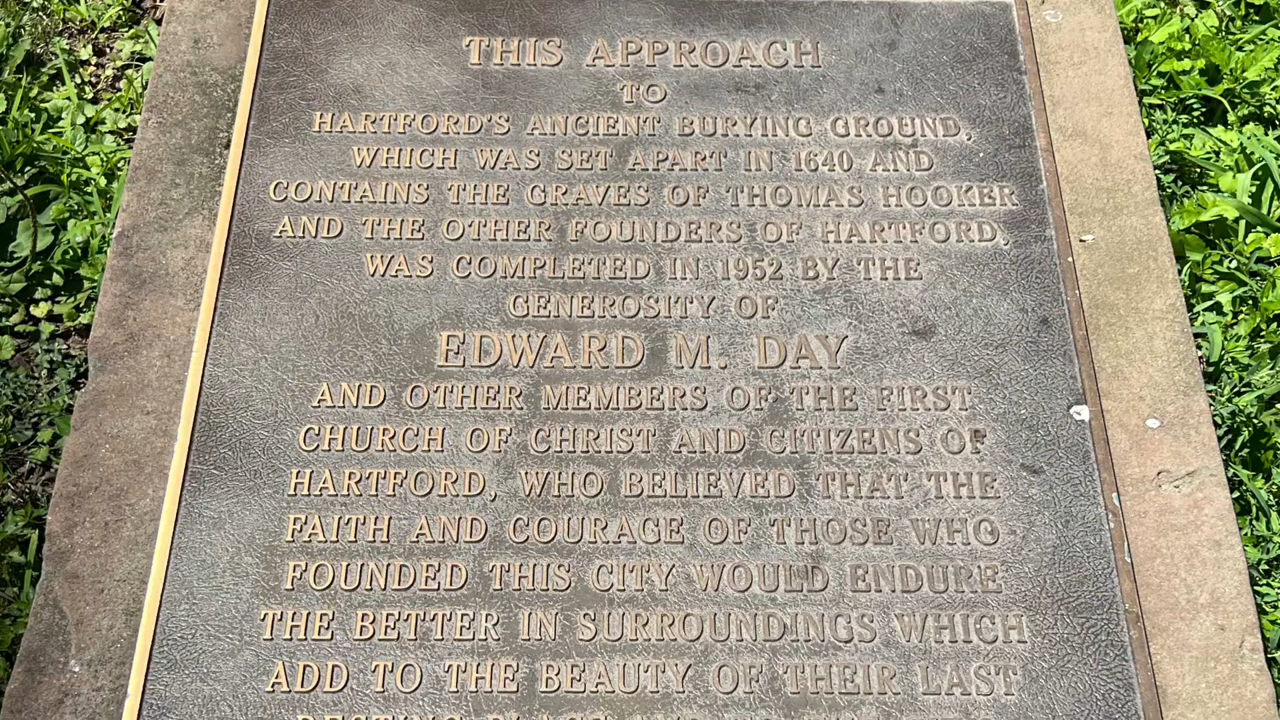 THIS APPROACH
TO
HARTFORD'S ANCIENT BURYING GROUND,
WHICH WAS SET APART IN 1640 AND
CONTAINS THE GRAVES OF THOMAS HOOKER
AND THE OTHER FOUNDERS OF HARTFORD,
WAS COMPLETED IN 1952 BY THE
GENEROSITY OF
EDWARD M. DAY
AND OTHER MEMBERS OF THE FIRST
CHURCH OF CHRIST AND CITIZENS OF
HARTFORD, WHO BELIEVED THAT THE
FAITH AND COURAGE OF THOSE WHO
FOUNDED THIS CITY WOULD ENDURE
THE BETTER IN SURROUNDINGS WHICH
ADD TO THE BEAUTY OF THEIR LAST